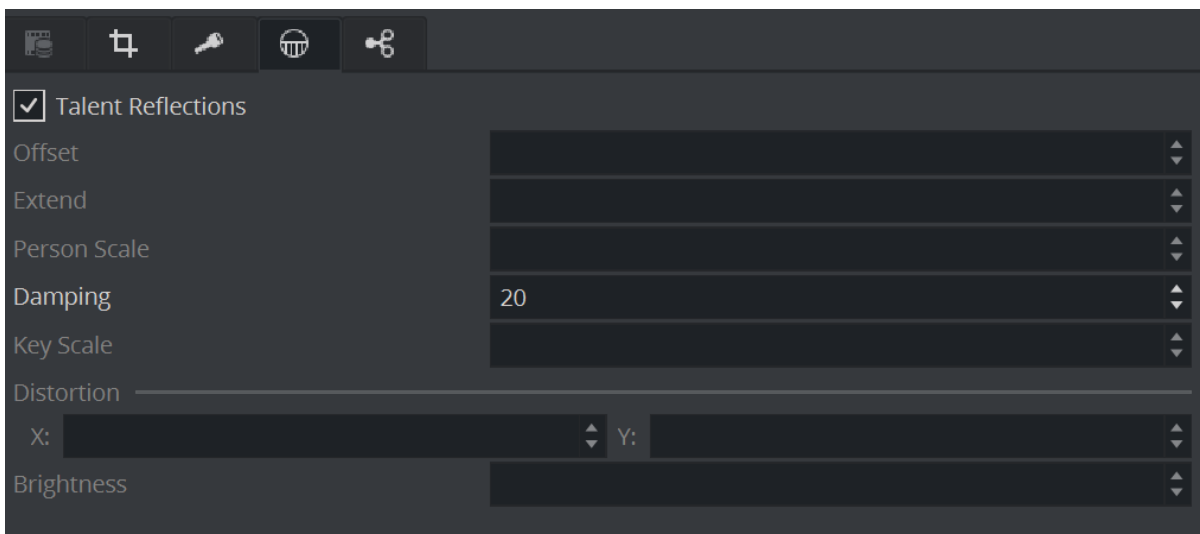 Talent Reflections
Offset
Extend
Person Scale
Damping 20
Key Scale
Distortion
X: Y:
Brightness